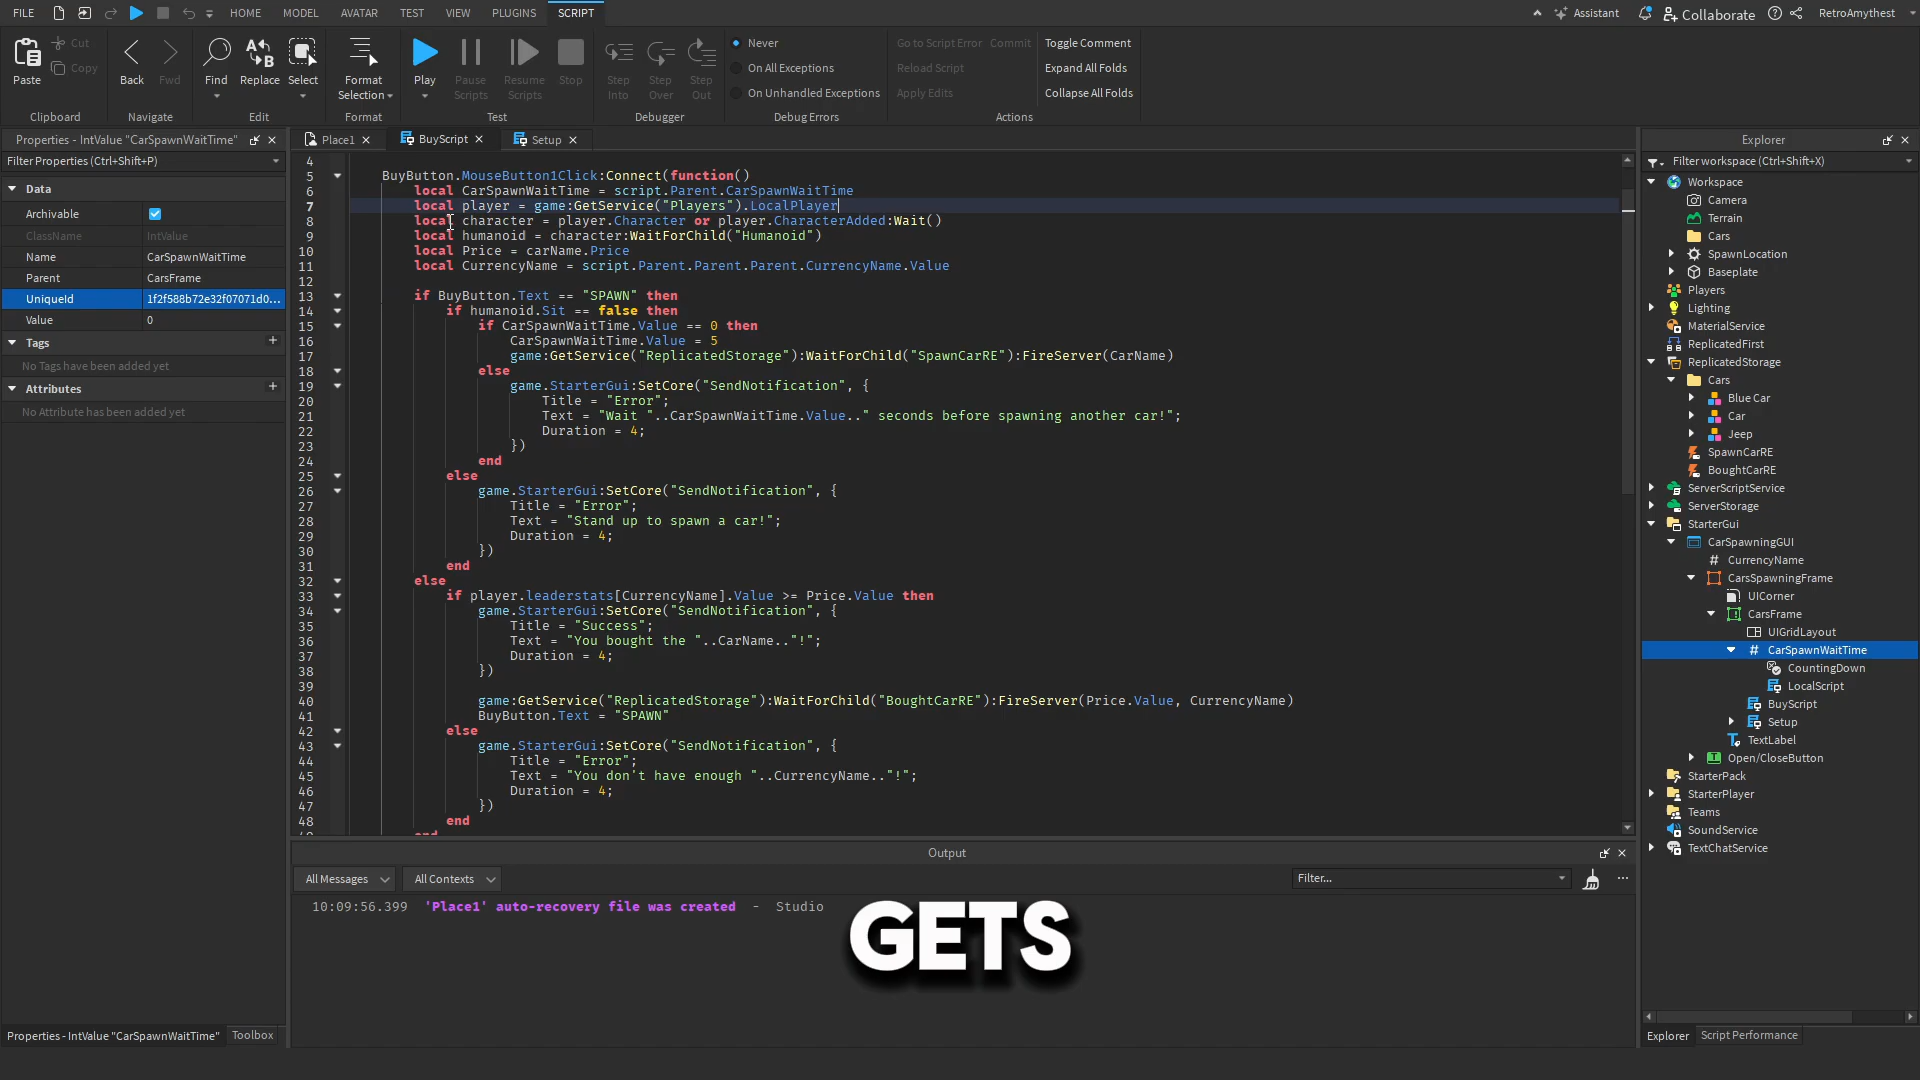 FILE HOME MODEL AVATAR TEST VIEW PLUGINS SCRIPT Assistant Collaborate RetroAmythest
Paste Cut Copy Back Fwd Find Replace Select Format Selection Play Pause Scripts Resume Scripts Stop Step Into Step Over Step Out
Never
On All Exceptions
On Unhandled Exceptions
Go to Script Error Commit
Reload Script
Apply Edits
Toggle Comment
Expand All Folds
Collapse All Folds
Clipboard Navigate Edit Format Test Debugger Debug Errors Actions
Properties - IntValue "CarSpawnWaitTime"
Filter Properties (Ctrl+Shift+P)
Data
Archivable
ClassName IntValue
Name CarSpawnWaitTime
Parent CarsFrame
UniqueId 1f2f588b72e32f07071d0...
Value 0
Tags +
No Tags have been added yet
Attributes +
No Attribute has been added yet
Properties - IntValue "CarSpawnWaitTime" Toolbox
Place1 BuyScript Setup
4
5 BuyButton.MouseButton1Click:Connect(function()
6 local CarSpawnWaitTime = script.Parent.CarSpawnWaitTime
7 local player = game:GetService("Players").LocalPlayer
8 local character = player.Character or player.CharacterAdded:Wait()
9 local humanoid = character:WaitForChild("Humanoid")
10 local Price = carName.Price
11 local CurrencyName = script.Parent.Parent.Parent.CurrencyName.Value
12
13 if BuyButton.Text == "SPAWN" then
14 if humanoid.Sit == false then
15 if CarSpawnWaitTime.Value == 0 then
16 CarSpawnWaitTime.Value = 5
17 game:GetService("ReplicatedStorage"):WaitForChild("SpawnCarRE"):FireServer(CarName)
18 else
19 game.StarterGui:SetCore("SendNotification", {
20 Title = "Error";
21 Text = "Wait "..CarSpawnWaitTime.Value.." seconds before spawning another car!";
22 Duration = 4;
23 })
24 end
25 else
26 game.StarterGui:SetCore("SendNotification", {
27 Title = "Error";
28 Text = "Stand up to spawn a car!";
29 Duration = 4;
30 })
31 end
32 else
33 if player.leaderstats[CurrencyName].Value >= Price.Value then
34 game.StarterGui:SetCore("SendNotification", {
35 Title = "Success";
36 Text = "You bought the "..CarName.."!";
37 Duration = 4;
38 })
39
40 game:GetService("ReplicatedStorage"):WaitForChild("BoughtCarRE"):FireServer(Price.Value, CurrencyName)
41 BuyButton.Text = "SPAWN"
42 else
43 game.StarterGui:SetCore("SendNotification", {
44 Title = "Error";
45 Text = "You don't have enough "..CurrencyName.."!";
46 Duration = 4;
47 })
48 end
Output
All Messages All Contexts Filter... ...
10:09:56.399 'Place1' auto-recovery file was created - Studio
GETS
Explorer
Filter workspace (Ctrl+Shift+X)
Workspace
Camera
Terrain
Cars
SpawnLocation
Baseplate
Players
Lighting
MaterialService
ReplicatedFirst
ReplicatedStorage
Cars
Blue Car
Car
Jeep
SpawnCarRE
BoughtCarRE
ServerScriptService
ServerStorage
StarterGui
CarSpawningGUI
# CurrencyName
CarsSpawningFrame
UICorner
CarsFrame
UIGridLayout
# CarSpawnWaitTime
CountingDown
LocalScript
BuyScript
Setup
TextLabel
Open/CloseButton
StarterPack
StarterPlayer
Teams
SoundService
TextChatService
Explorer Script Performance